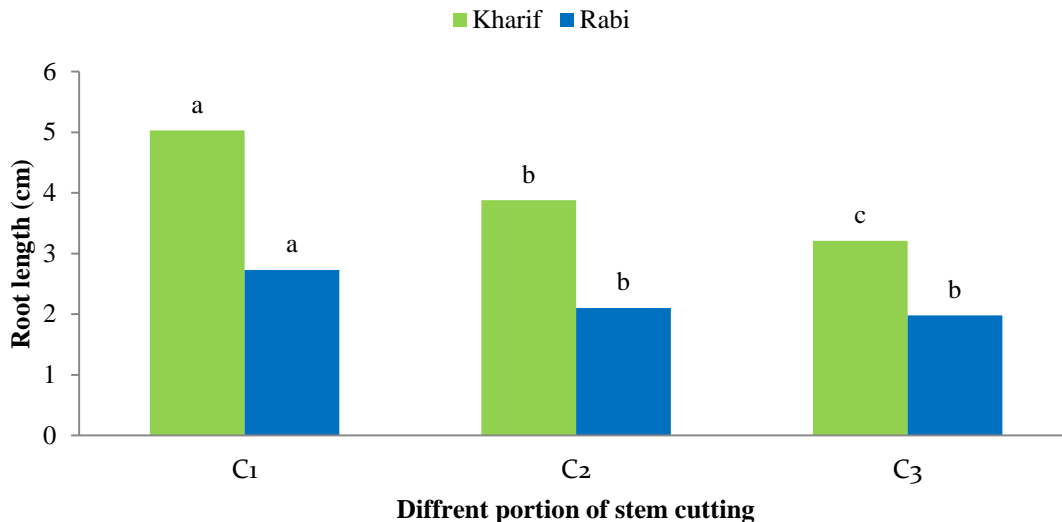 Kharif Rabi
6
5
4
3
2
1
0
Root length (cm)
a
a
b
b
c
b
C1 C2 C3
Diffrent portion of stem cutting